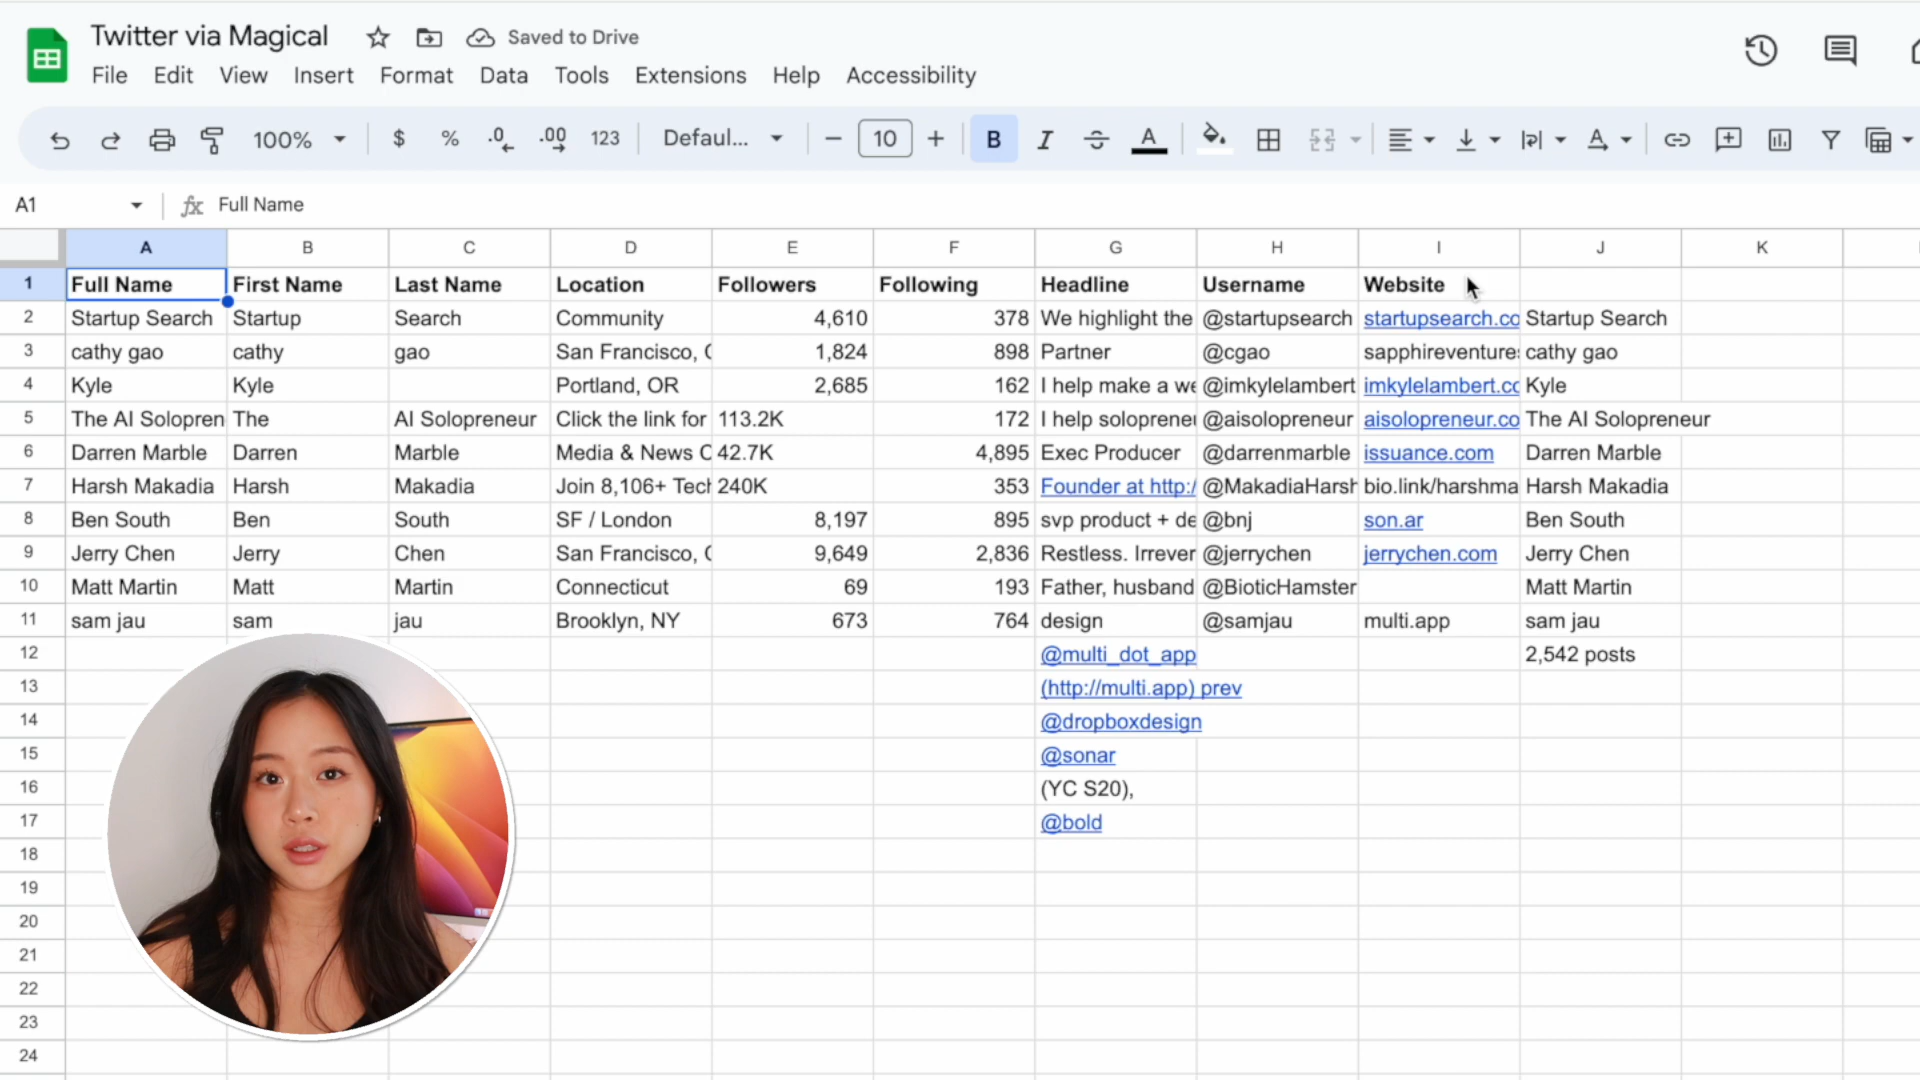 Twitter via Magical Saved to Drive
File Edit View Insert Format Data Tools Extensions Help Accessibility
100% $ % .0 .00 123 Defaul... − 10 + B I A
A1 fx Full Name
A B C D E F G H I J K
1 Full Name First Name Last Name Location Followers Following Headline Username Website
2 Startup Search Startup Search Community 4,610 378 We highlight the @startupsearch startupsearch.co Startup Search
3 cathy gao cathy gao San Francisco, 1,824 898 Partner @cgao sapphireventures cathy gao
4 Kyle Kyle Portland, OR 2,685 162 I help make a we @imkylelambert imkylelambert.co Kyle
5 The AI Solopren The AI Solopreneur Click the link for 113.2K 172 I help solopreneu @aisolopreneur aisolopreneur.co The AI Solopreneur
6 Darren Marble Darren Marble Media & News C 42.7K 4,895 Exec Producer @darrenmarble issuance.com Darren Marble
7 Harsh Makadia Harsh Makadia Join 8,106+ Tech 240K 353 Founder at http:/ @MakadiaHarsh bio.link/harshma Harsh Makadia
8 Ben South Ben South SF / London 8,197 895 svp product + de @bnj son.ar Ben South
9 Jerry Chen Jerry Chen San Francisco, 9,649 2,836 Restless. Irrever @jerrychen jerrychen.com Jerry Chen
10 Matt Martin Matt Martin Connecticut 69 193 Father, husband @BioticHamster Matt Martin
11 sam jau sam jau Brooklyn, NY 673 764 design @samjau multi.app sam jau
12 @multi_dot_app 2,542 posts
13 (http://multi.app) prev
14 @dropboxdesign
15 @sonar
16 (YC S20),
17 @bold
18
19
20
21
22
23
24